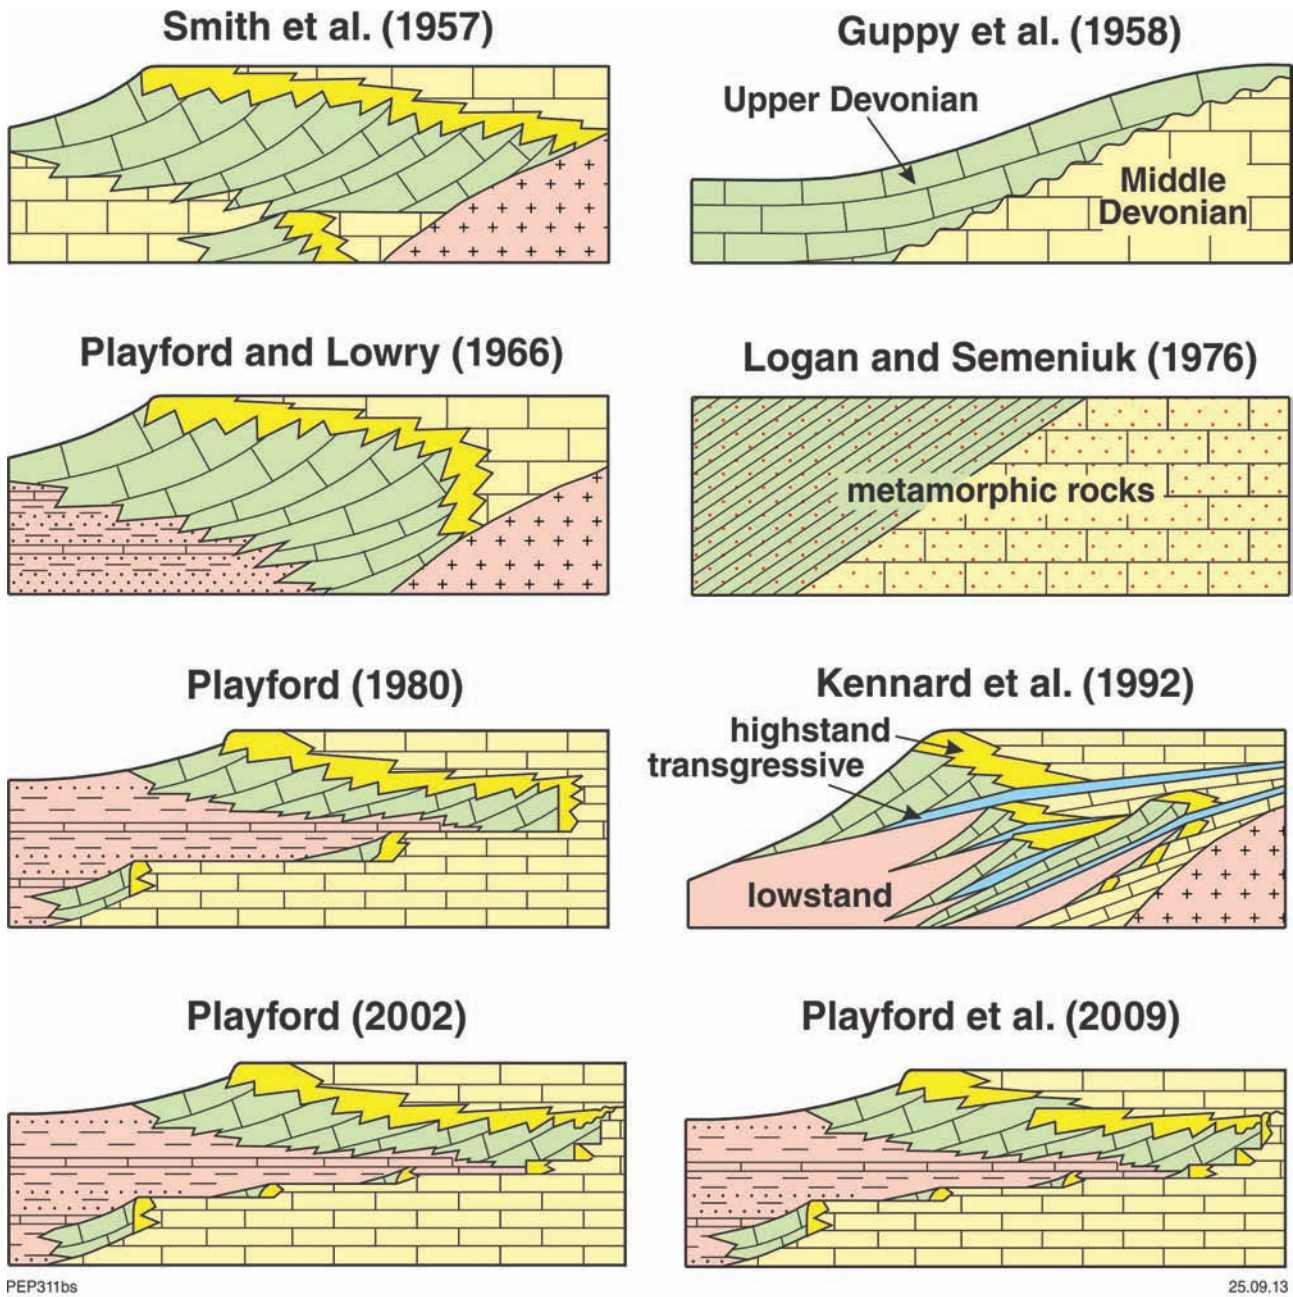 Smith et al. (1957)
Guppy et al. (1958)
Upper Devonian
Middle
Devonian
Playford and Lowry (1966)
Logan and Semeniuk (1976)
metamorphic rocks
Playford (1980)
Kennard et al. (1992)
highstand
transgressive
lowstand
Playford (2002)
Playford et al. (2009)
PEP311bs
25.09.13